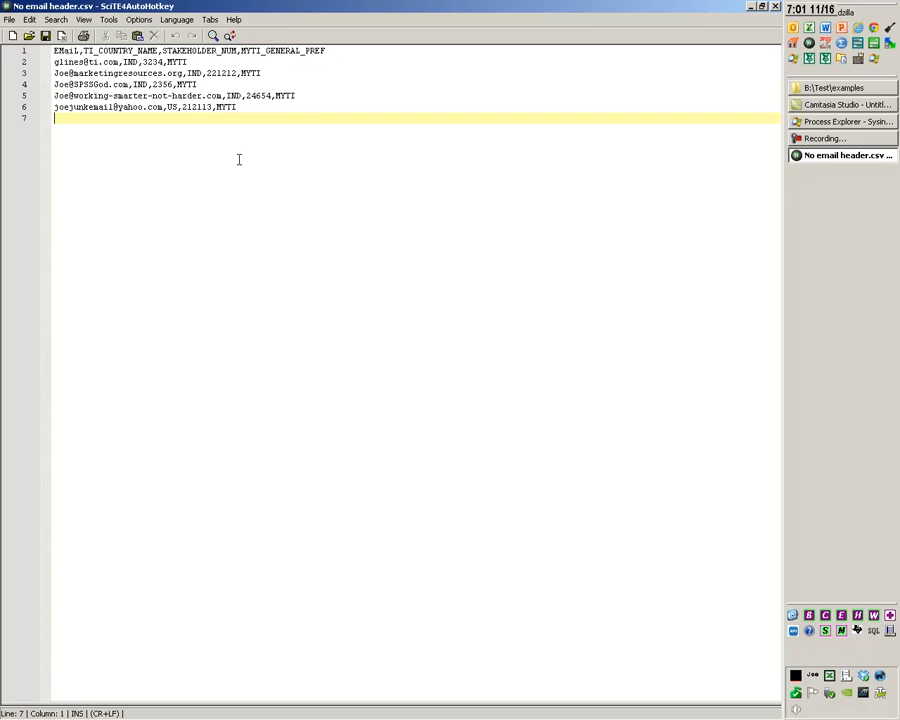 No email header.csv - SciTE4AutoHotkey
File Edit Search View Tools Options Language Tabs Help
1 EMail,TI_COUNTRY_NAME,STAKEHOLDER_NUM,MYTI_GENERAL_PREF
2 glines@ti.com,IND,3234,MYTI
3 Joe@marketingresources.org,IND,221212,MYTI
4 Joe@SPSSGod.com,IND,2356,MYTI
5 Joe@working-smarter-not-harder.com,IND,24654,MYTI
6 joejunkemail@yahoo.com,US,212113,MYTI
7
Line: 7 | Column: 1 | INS | (CR+LF) |
7:01 11/16 dzilla
B:\Test\examples
Camtasia Studio - Untitl...
Process Explorer - Sysin...
Recording...
No email header.csv ...
B C E H W
S M SQL
Joe